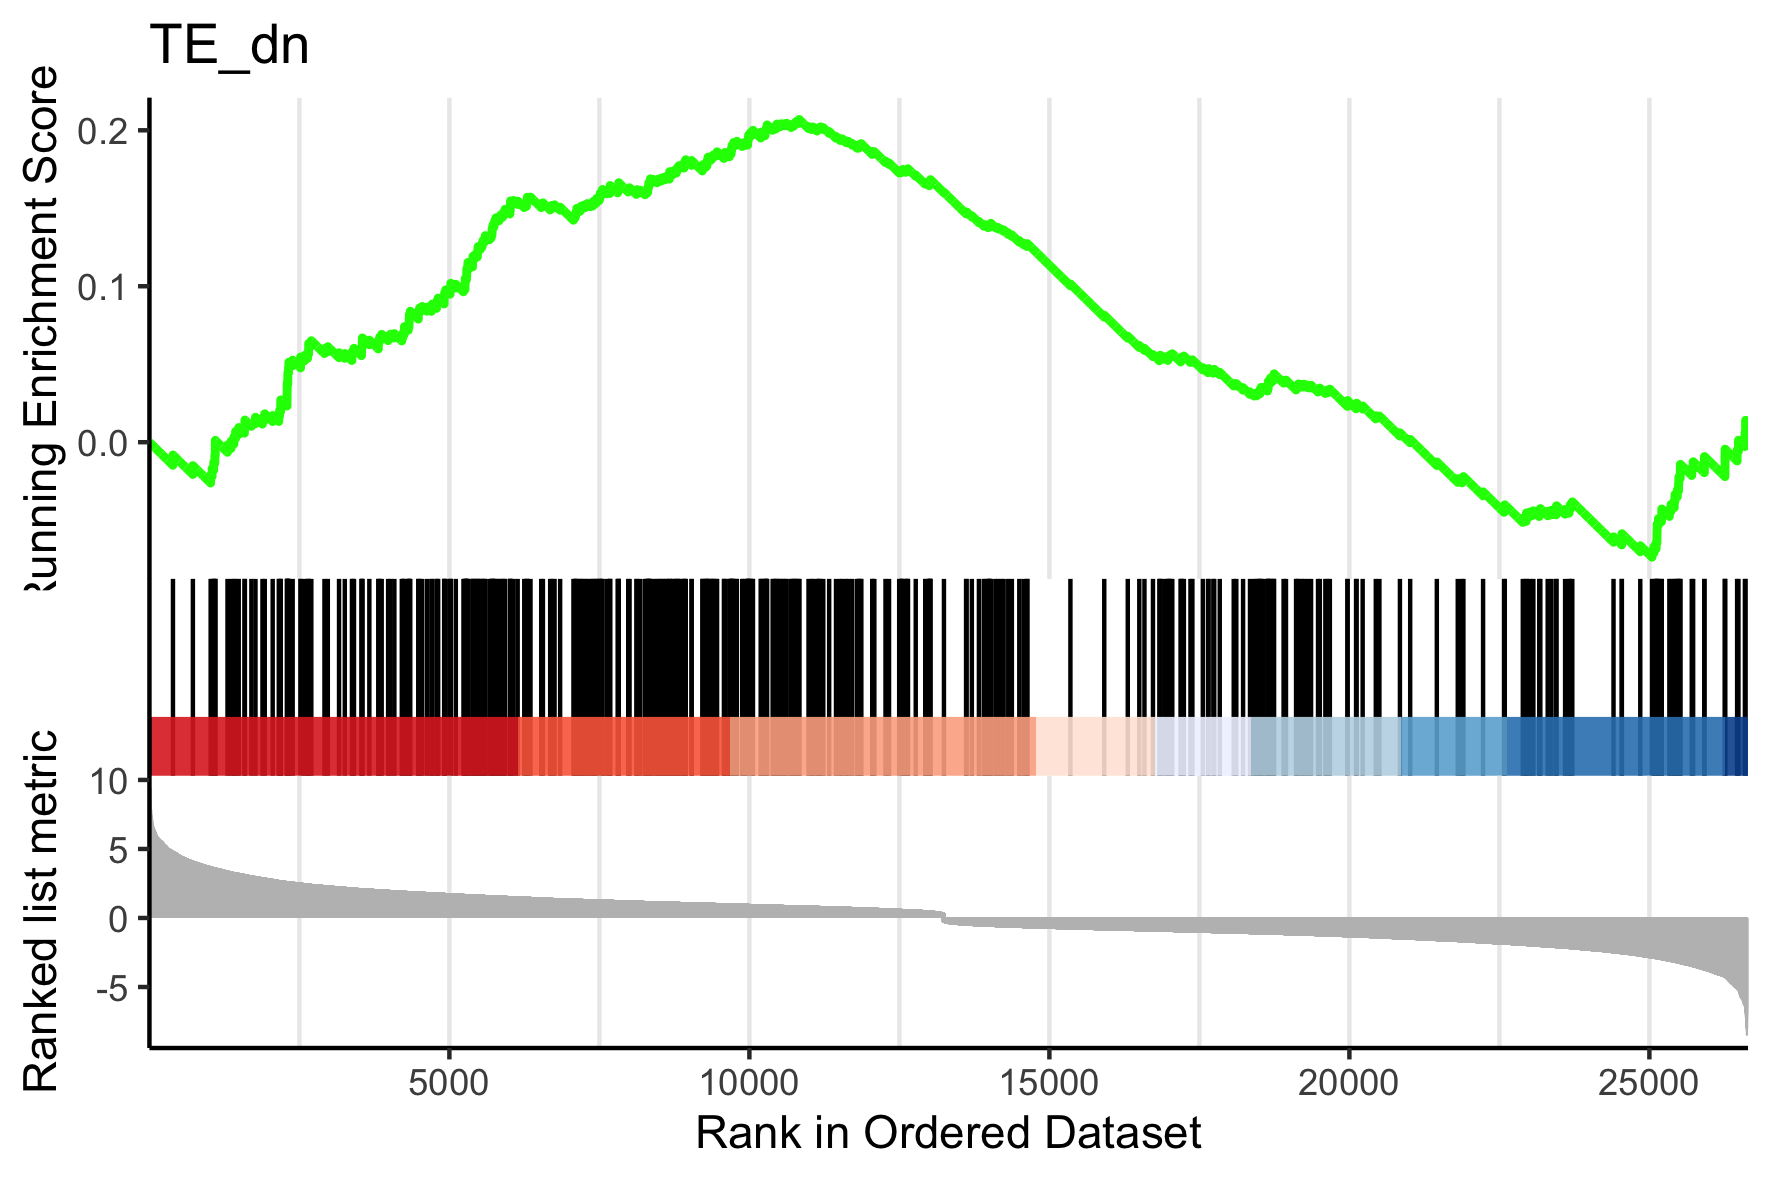 TE_dn
Running Enrichment Score
0.2
0.1
0.0
Ranked list metric
10
5
0
-5
5000 10000 15000 20000 25000
Rank in Ordered Dataset